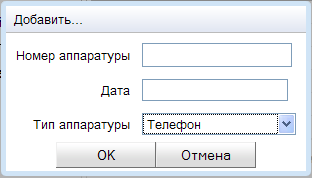 Добавить...
Номер аппаратуры
Дата
Тип аппаратуры Телефон
OK Отмена